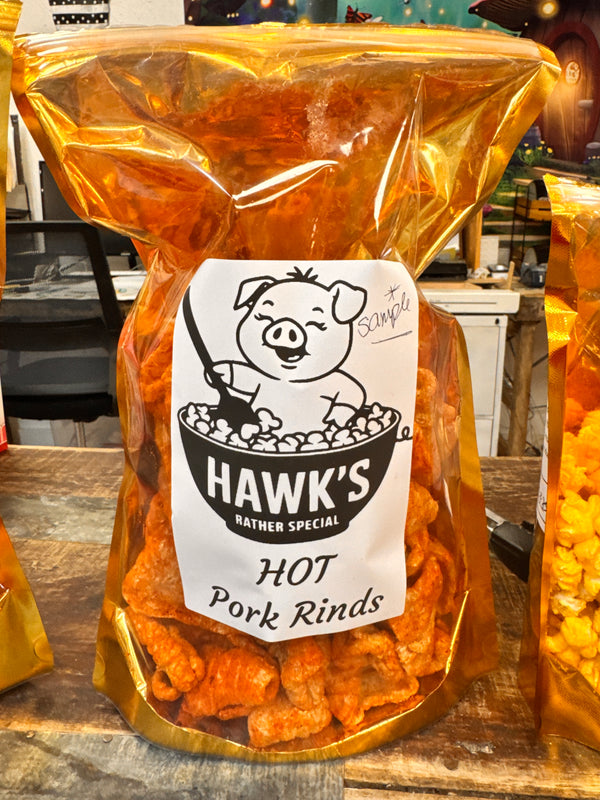 *
sample
HAWK'S
RATHER SPECIAL
HOT
Pork Rinds